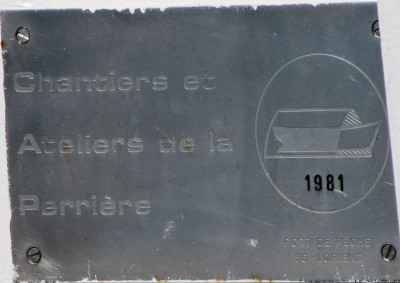 Chantiers et
Ateliers de la
Perrière
1981
PORT DE PÊCHE
56-LORIENT